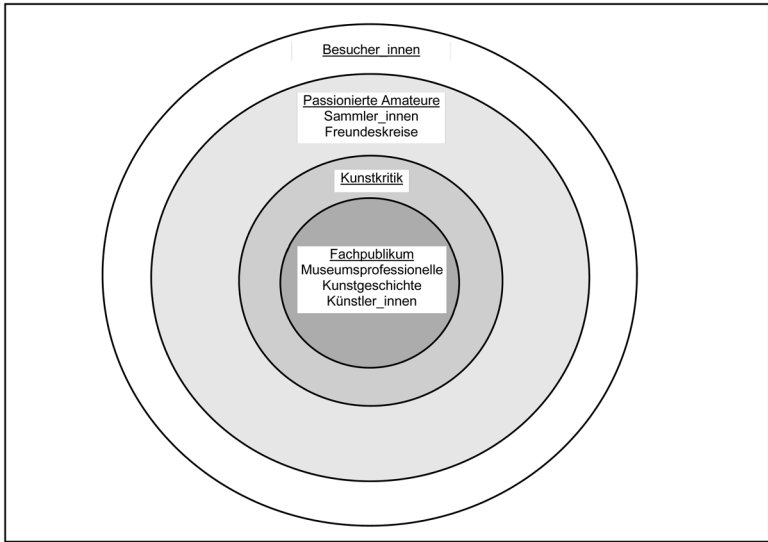 Besucher_innen
Passionierte Amateure
Sammler_innen
Freundeskreise
Kunstkritik
Fachpublikum
Museumsprofessionelle
Kunstgeschichte
Künstler_innen